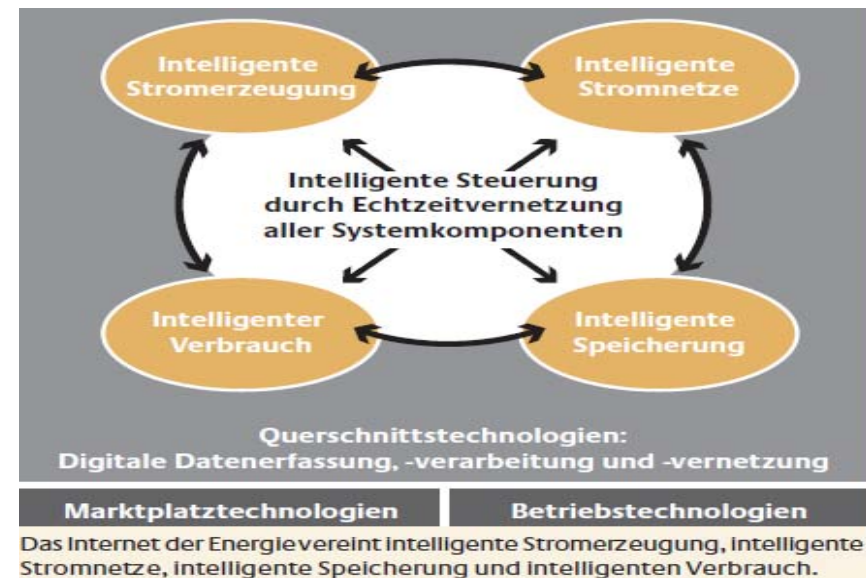 Intelligente
Stromerzeugung
Intelligente
Stromnetze
Intelligente Steuerung
durch Echtzeitvernetzung
aller Systemkomponenten
Intelligenter
Verbrauch
Intelligente
Speicherung
Querschnittstechnologien:
Digitale Datenerfassung, -verarbeitung und -vernetzung
Marktplatztechnologien
Betriebstechnologien
Das Internet der Energie vereint intelligente Stromerzeugung, intelligente
Stromnetze, intelligente Speicherung und intelligenten Verbrauch.